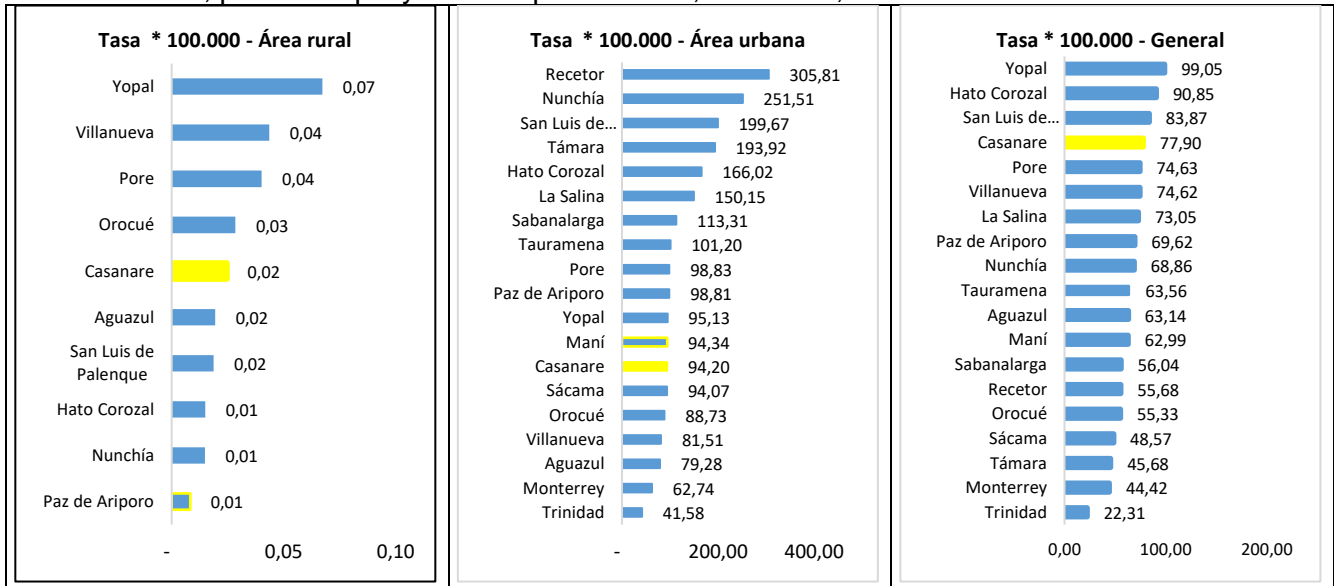 Tasa * 100.000 - Área rural
Yopal 0,07
Villanueva 0,04
Pore 0,04
Orocué 0,03
Casanare 0,02
Aguazul 0,02
San Luis de
Palenque 0,02
Hato Corozal 0,01
Nunchía 0,01
Paz de Ariporo 0,01
- 0,05 0,10
Tasa * 100.000 - Área urbana
Recetor 305,81
Nunchía 251,51
San Luis de... 199,67
Támara 193,92
Hato Corozal 166,02
La Salina 150,15
Sabanalarga 113,31
Tauramena 101,20
Pore 98,83
Paz de Ariporo 98,81
Yopal 95,13
Maní 94,34
Casanare 94,20
Sácama 94,07
Orocué 88,73
Villanueva 81,51
Aguazul 79,28
Monterrey 62,74
Trinidad 41,58
- 200,00 400,00
Tasa * 100.000 - General
Yopal 99,05
Hato Corozal 90,85
San Luis de... 83,87
Casanare 77,90
Pore 74,63
Villanueva 74,62
La Salina 73,05
Paz de Ariporo 69,62
Nunchía 68,86
Tauramena 63,56
Aguazul 63,14
Maní 62,99
Sabanalarga 56,04
Recetor 55,68
Orocué 55,33
Sácama 48,57
Támara 45,68
Monterrey 44,42
Trinidad 22,31
0,00 100,00 200,00